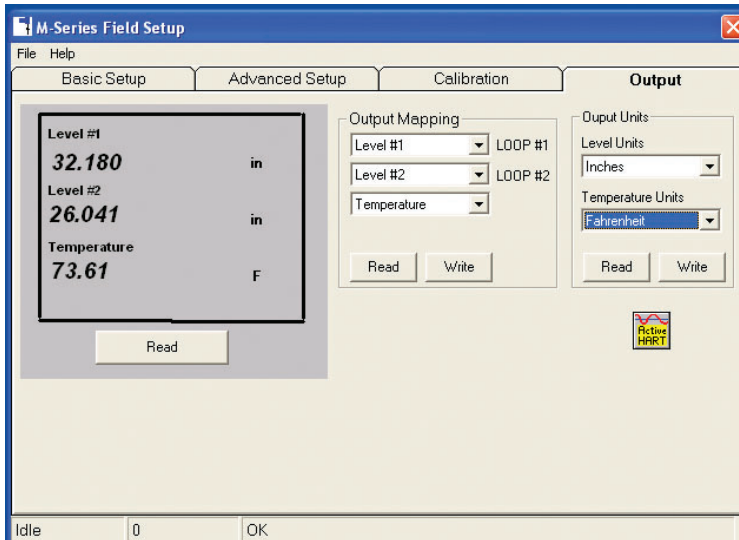 M-Series Field Setup
File Help
Basic Setup Advanced Setup Calibration Output
Level #1
32.180 in
Level #2
26.041 in
Temperature
73.61 F
Read
Output Mapping
Level #1 LOOP #1
Level #2 LOOP #2
Temperature
Read Write
Ouput Units
Level Units
Inches
Temperature Units
Fahrenheit
Read Write
Active
HART
Idle 0 OK